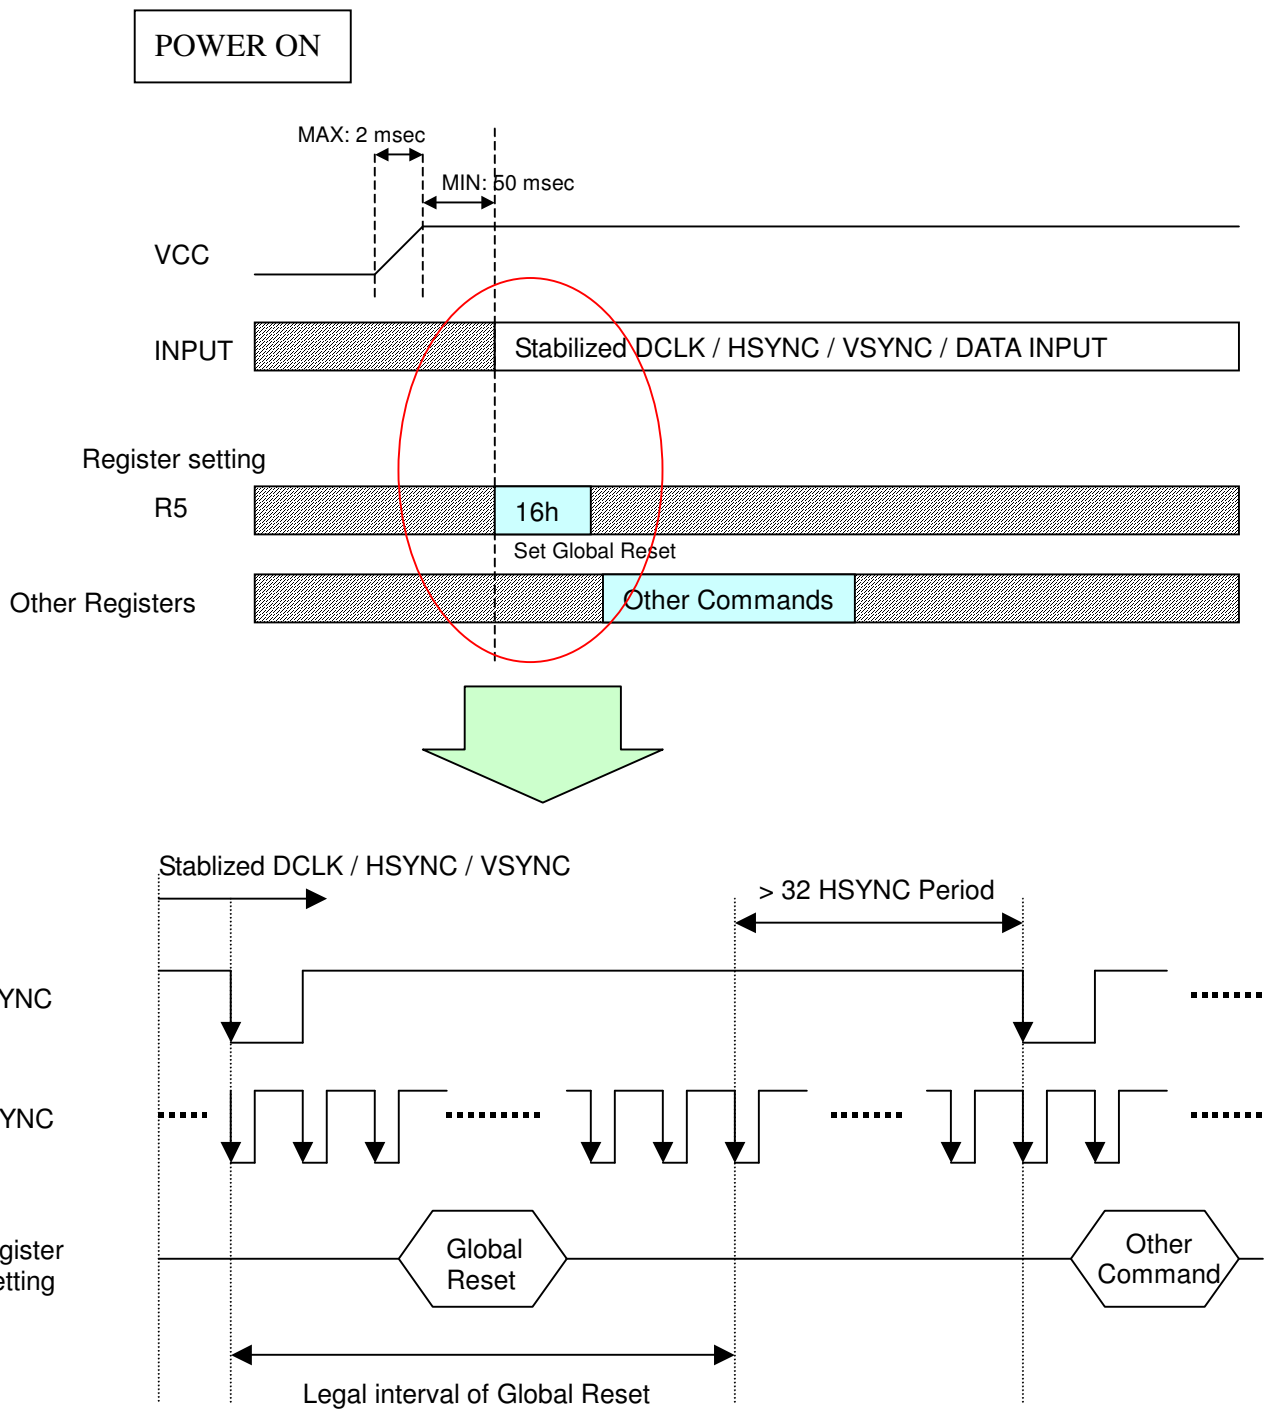 POWER ON
MAX: 2 msec
MIN: 50 msec
VCC
INPUT
Stabilized DCLK / HSYNC / VSYNC / DATA INPUT
Register setting
R5
16h
Set Global Reset
Other Registers
Other Commands
Stablized DCLK / HSYNC / VSYNC
> 32 HSYNC Period
YNC
YNC
gister
etting
Global
Reset
Other
Command
Legal interval of Global Reset